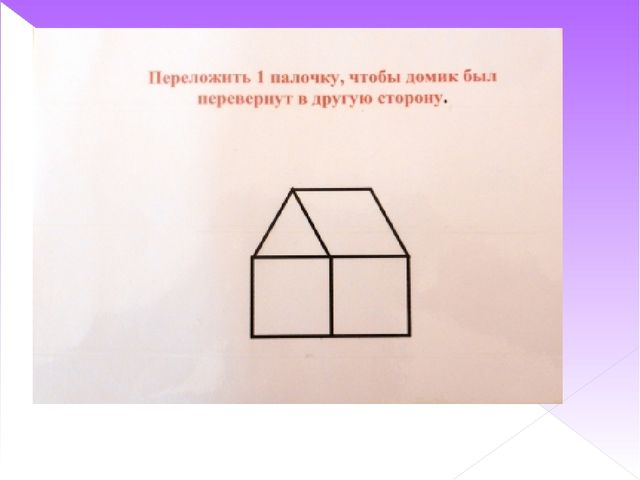 Переложить 1 палочку, чтобы домик был
перевернут в другую сторону.